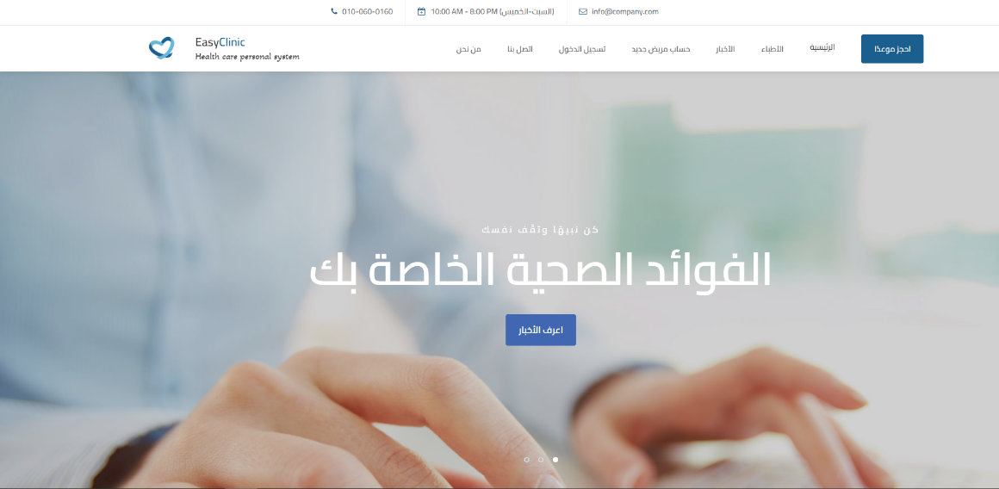 010-060-0160
10:00 AM - 8:00 PM (السبت-الخميس)
info@company.com
EasyClinic
Health care personal system
احجز موعدًا
الرئيسية
الأطباء
الأخبار
حساب مريض جديد
تسجيل الدخول
اتصل بنا
من نحن
كن نبيهًا وثقّف نفسك
الفوائد الصحية الخاصة بك
اعرف الأخبار